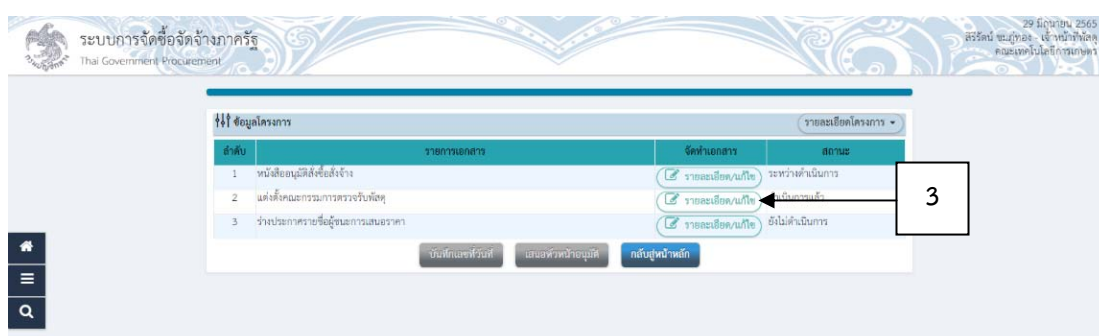 ระบบการจัดซื้อจัดจ้างภาครัฐ
Thai Government Procurement
29 มิถุนายน 2565
สิริรัตน์ ชมภูทอง - เจ้าหน้าที่พัสดุ
คณะเทคโนโลยีการเกษตร
ข้อมูลโครงการ
รายละเอียดโครงการ
ลำดับ รายการเอกสาร จัดทำเอกสาร สถานะ
1 หนังสืออนุมัติสั่งซื้อสั่งจ้าง รายละเอียด/แก้ไข ระหว่างดำเนินการ
2 แต่งตั้งคณะกรรมการตรวจรับพัสดุ รายละเอียด/แก้ไข ดำเนินการแล้ว
3 ร่างประกาศรายชื่อผู้ชนะการเสนอราคา รายละเอียด/แก้ไข ยังไม่ดำเนินการ
3
บันทึกเลขที่วันที่ เสนอหัวหน้าอนุมัติ กลับสู่หน้าหลัก